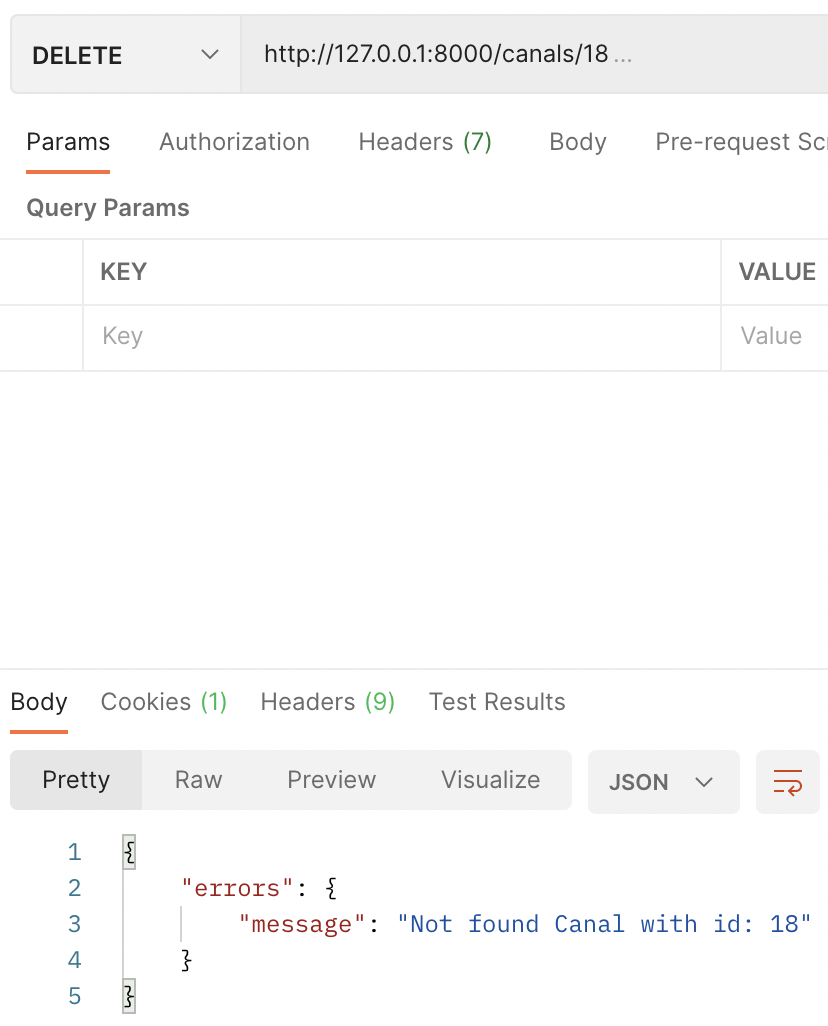 DELETE http://127.0.0.1:8000/canals/18 ...
Params Authorization Headers (7) Body Pre-request Scr
Query Params
KEY VALUE
Key Value
Body Cookies (1) Headers (9) Test Results
Pretty Raw Preview Visualize JSON
1 {
2 "errors": {
3 "message": "Not found Canal with id: 18"
4 }
5 }